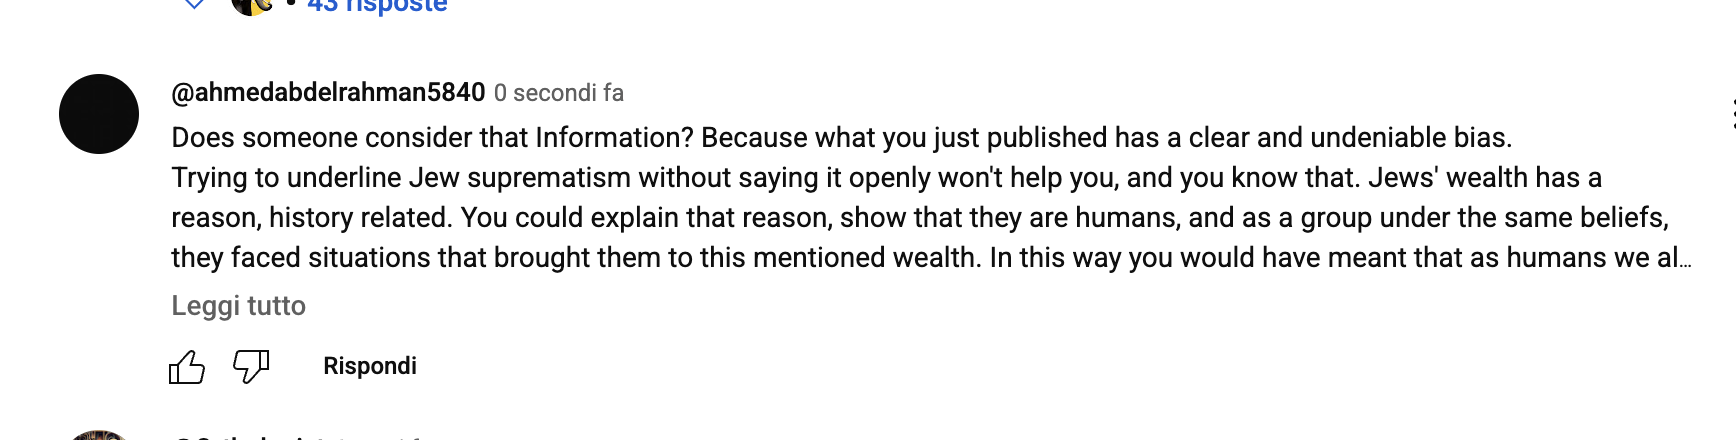 • 43 risposte
@ahmedabdelrahman5840 0 secondi fa
Does someone consider that Information? Because what you just published has a clear and undeniable bias.
Trying to underline Jew suprematism without saying it openly won't help you, and you know that. Jews' wealth has a
reason, history related. You could explain that reason, show that they are humans, and as a group under the same beliefs,
they faced situations that brought them to this mentioned wealth. In this way you would have meant that as humans we al...
Leggi tutto
Rispondi